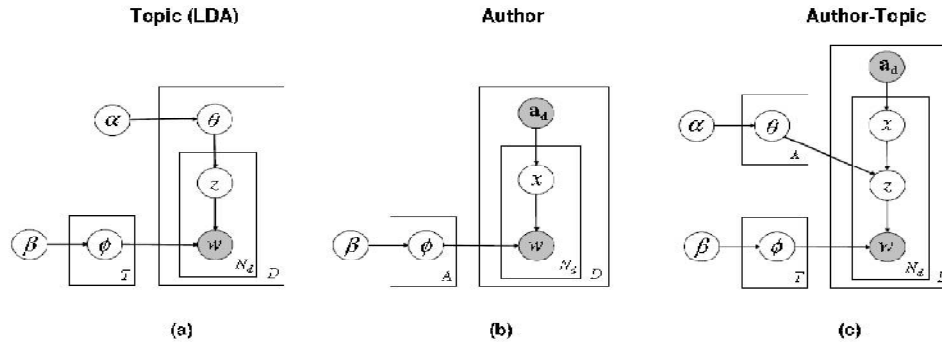 Topic (LDA) Author Author-Topic
a_d a_d
α θ α θ x
A
z x z
β ϕ w β ϕ w β ϕ w
T N_d D A N_d D T N_d
(a) (b) (c)